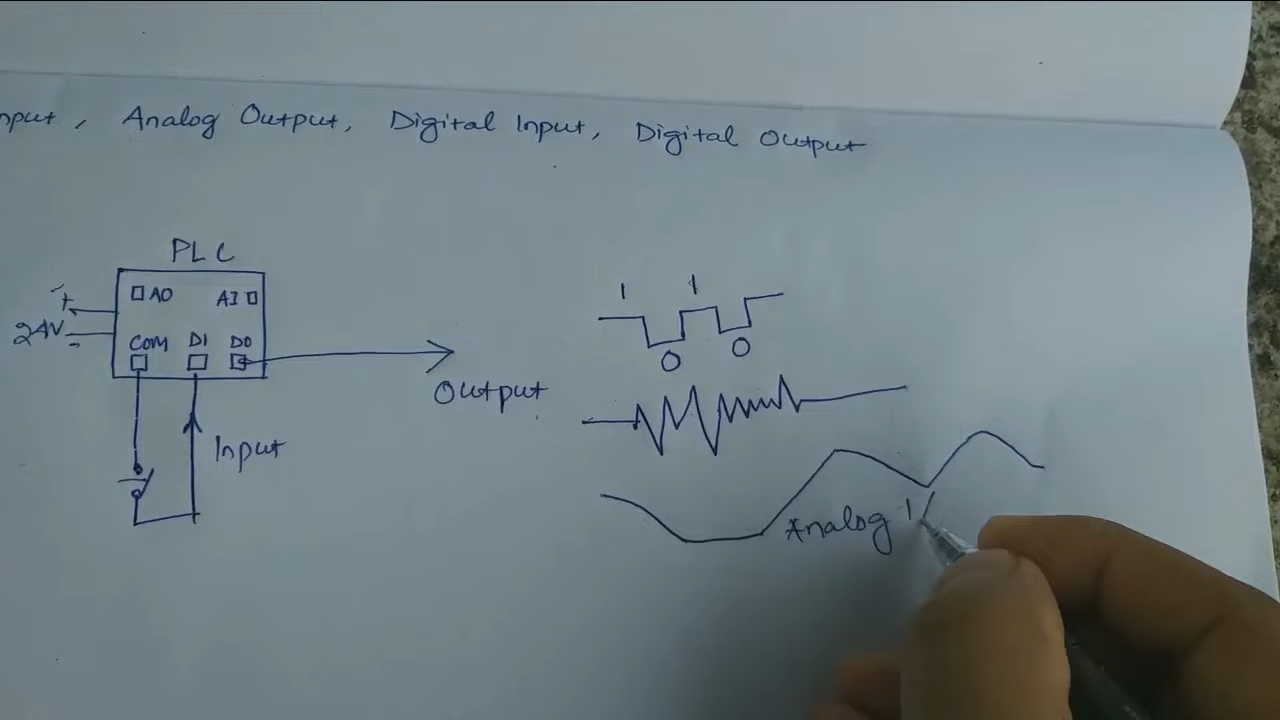 nput, Analog Output, Digital Input, Digital Output
PLC
AO AI
+
24V
-
COM DI DO
Output
Input
1 1
0 0
Analog I